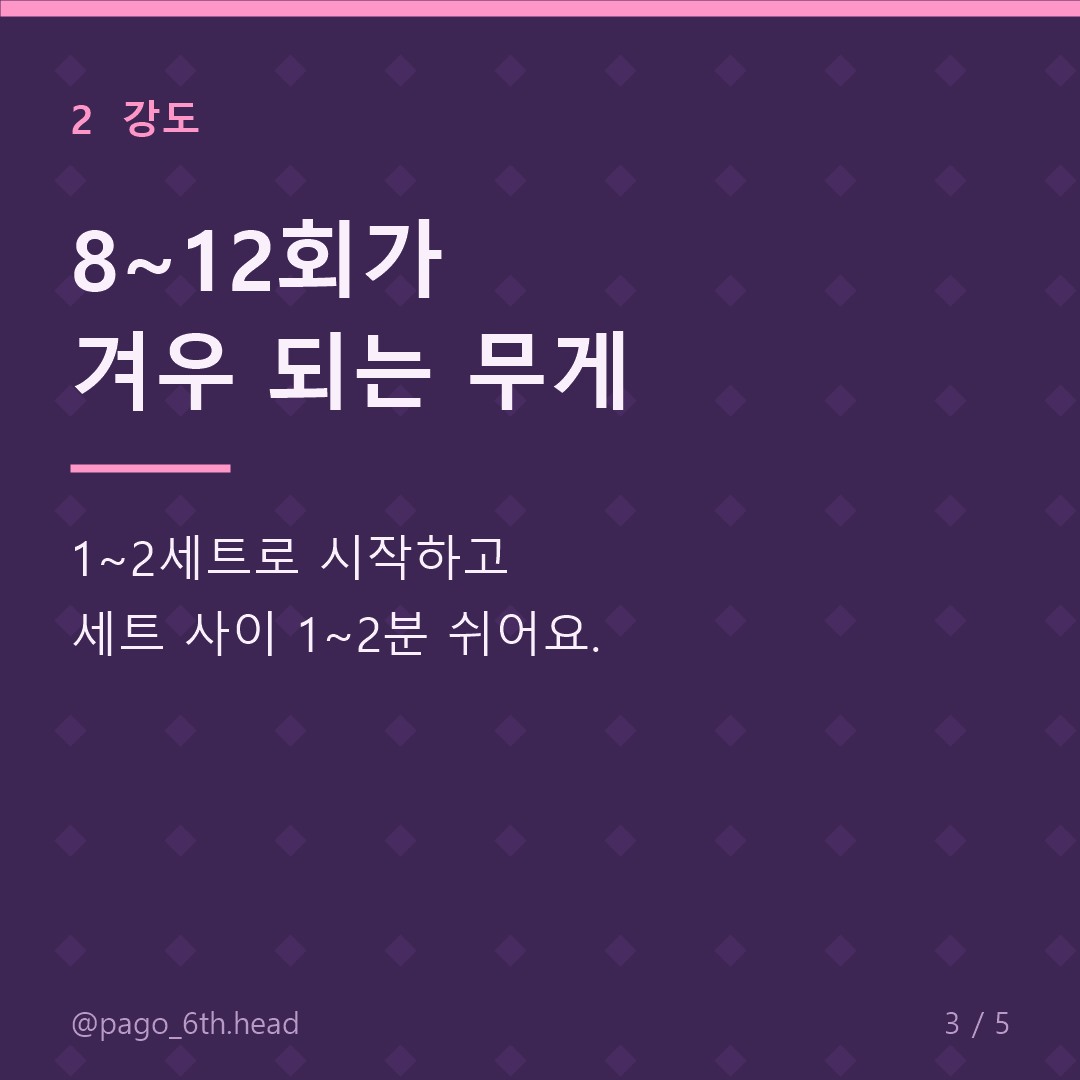 2 강도
8~12회가
겨우 되는 무게
1~2세트로 시작하고
세트 사이 1~2분 쉬어요.
@pago_6th.head
3 / 5